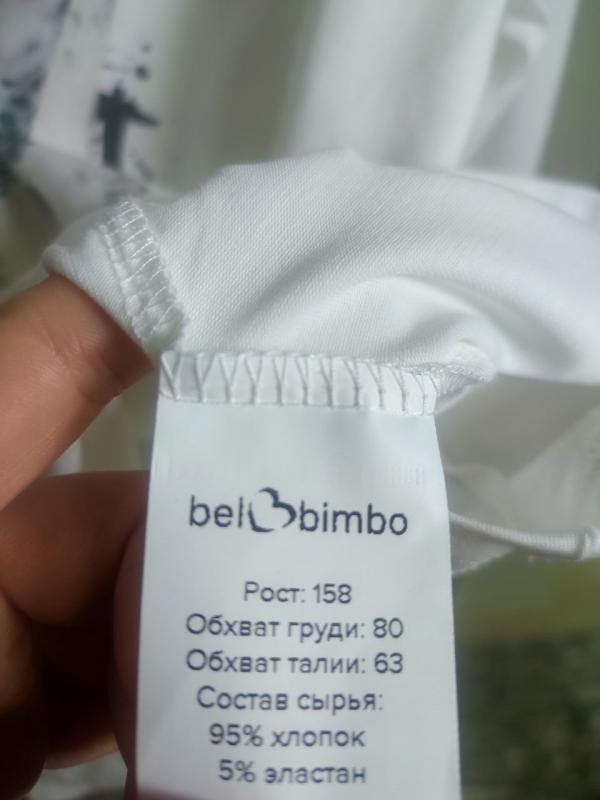 bel bimbo
Рост: 158
Обхват груди: 80
Обхват талии: 63
Состав сырья:
95% хлопок
5% эластан